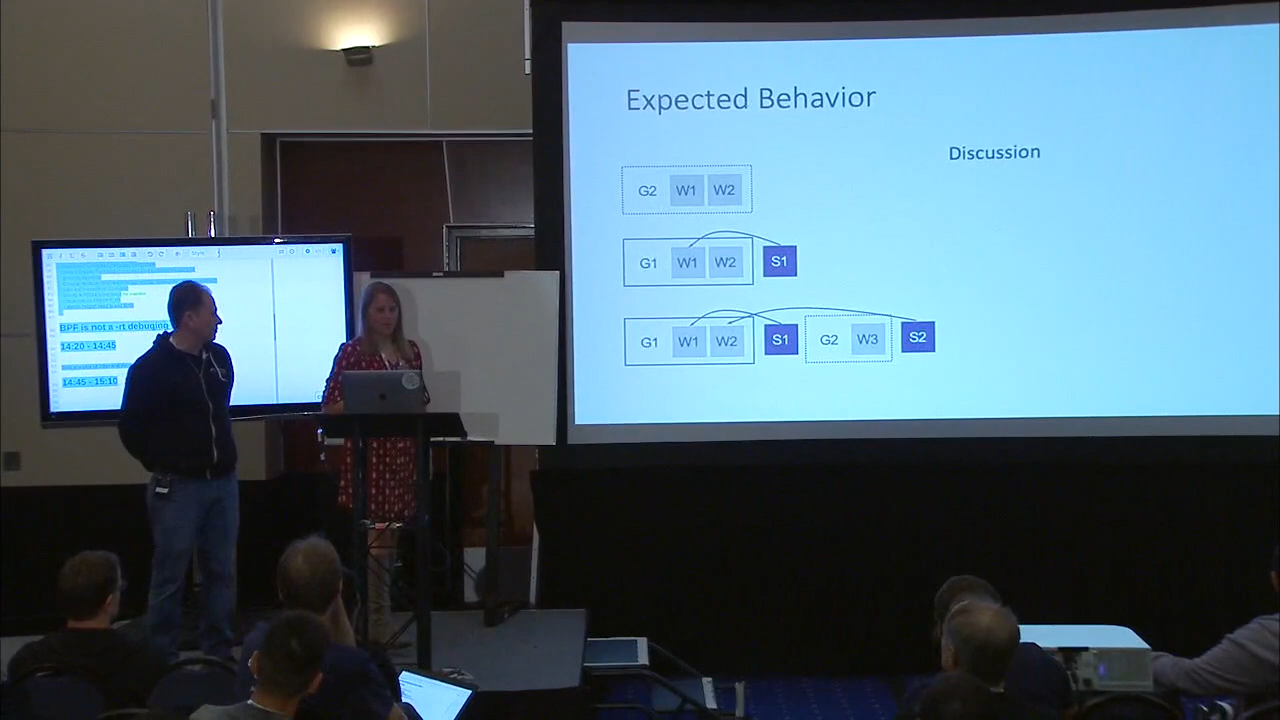 Expected Behavior
Discussion
G2 W1 W2
G1 W1 W2 S1
G1 W1 W2 S1 G2 W3 S2
Style
BPF is not a -rt debuging
14:20 - 14:45
14:45 - 15:10